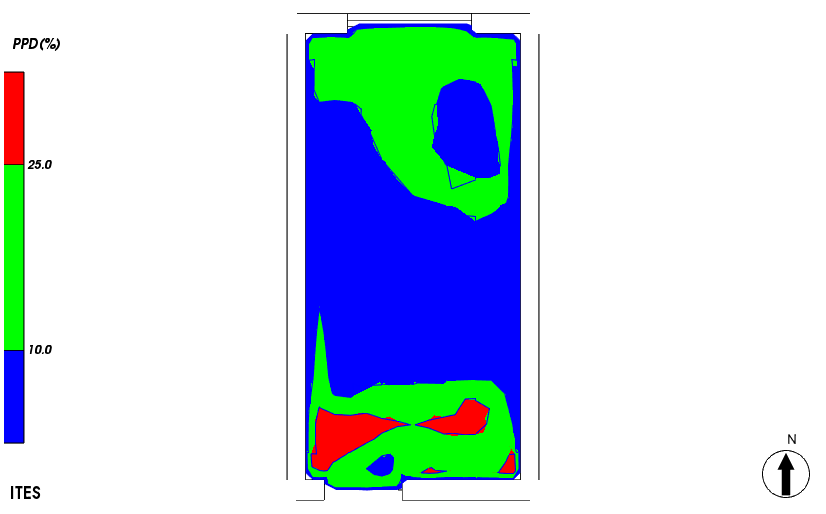 PPD(%)
25.0
10.0
N
ITES